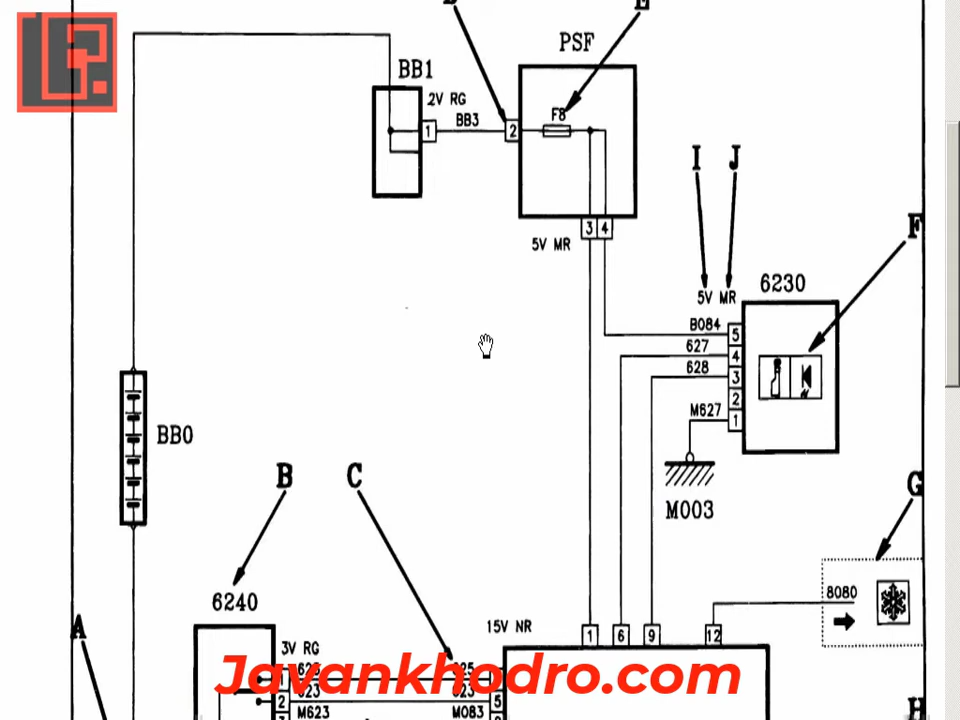 E
PSF
BB1
2V RG
BB3
F8
1
2
3 4
5V MR
I J
F
5V MR
6230
B084
5
627
4
628
3
2
M627
1
M003
BB0
B C
G
6240
8080
A
15V NR
1 6 9 12
3V RG
1
623
2
623
5
M623
M083
Javankhodro.com
H